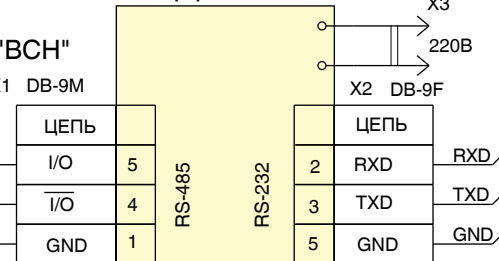 X3
"ВСН"
220В
1 DB-9M
X2 DB-9F
ЦЕПЬ
ЦЕПЬ
I/O 5
2 RXD RXD
I/O 4
3 TXD TXD
GND 1
5 GND GND
RS-485
RS-232